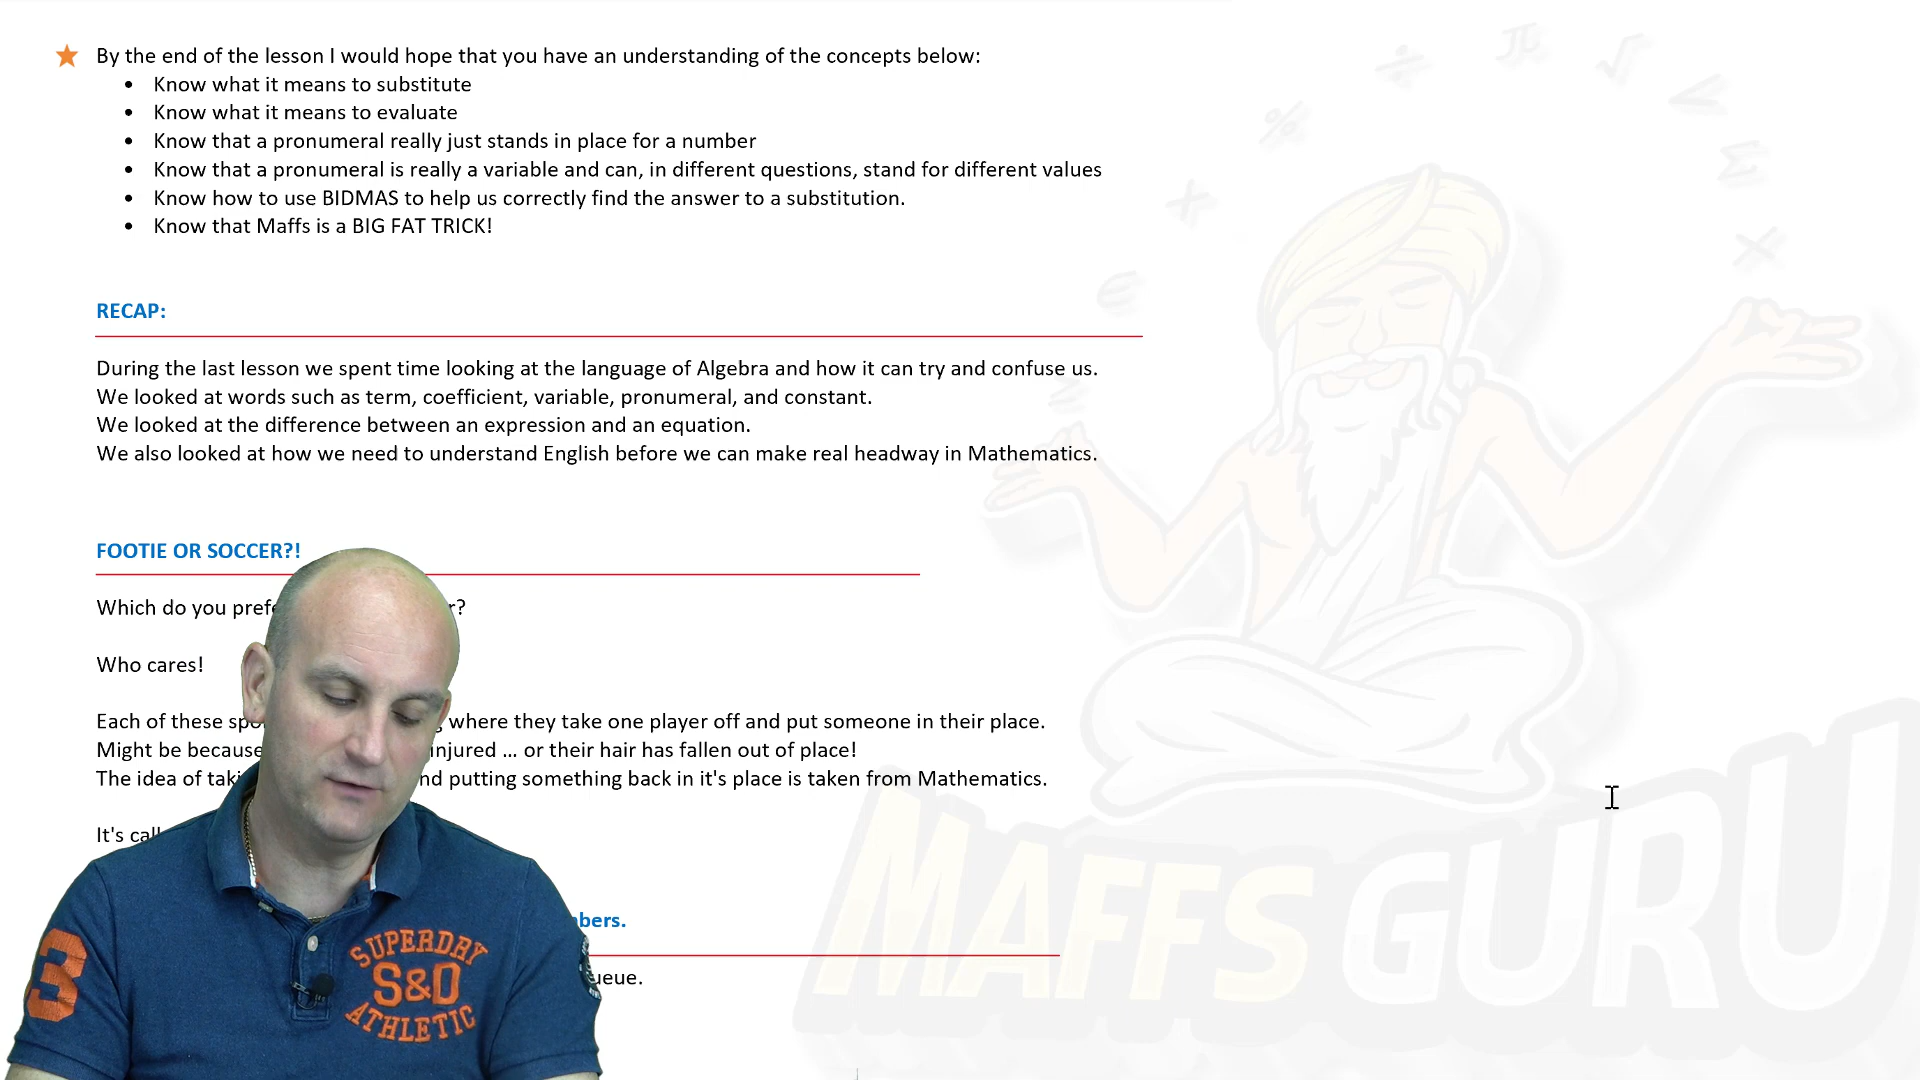 By the end of the lesson I would hope that you have an understanding of the concepts below:
• Know what it means to substitute
• Know what it means to evaluate
• Know that a pronumeral really just stands in place for a number
• Know that a pronumeral is really a variable and can, in different questions, stand for different values
• Know how to use BIDMAS to help us correctly find the answer to a substitution.
• Know that Maffs is a BIG FAT TRICK!
RECAP:
During the last lesson we spent time looking at the language of Algebra and how it can try and confuse us.
We looked at words such as term, coefficient, variable, pronumeral, and constant.
We looked at the difference between an expression and an equation.
We also looked at how we need to understand English before we can make real headway in Mathematics.
FOOTIE OR SOCCER?!
Which do you
Who cares!
Each of these where they take one player off and put someone in their place.
Might be because injured ... or their hair has fallen out of place!
The idea of putting something back in it's place is taken from Mathematics.
It's
SUPERDRY
S&D
ATHLETIC
3
MAFFS GURU
% ÷ π √ < Σ × + €